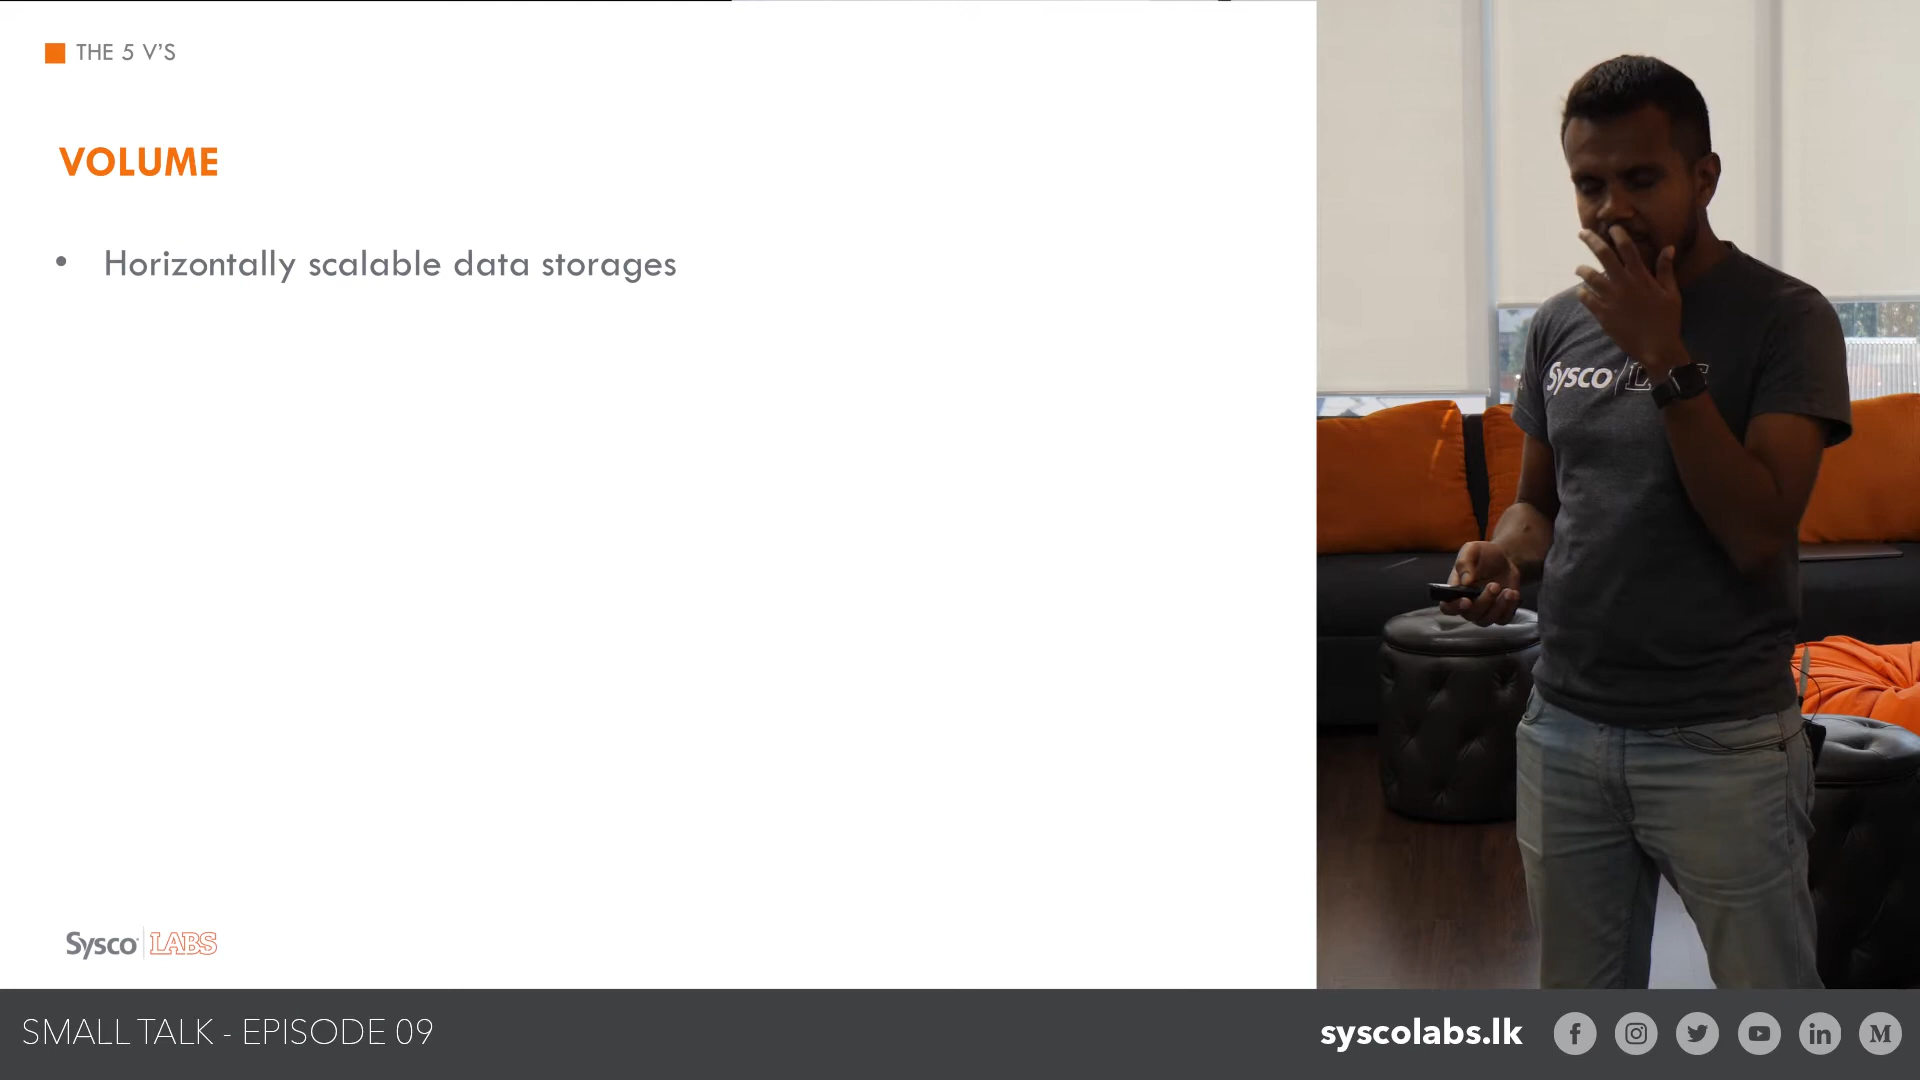 THE 5 V'S
VOLUME
• Horizontally scalable data storages
Sysco
Sysco LABS
SMALL TALK - EPISODE 09
syscolabs.lk